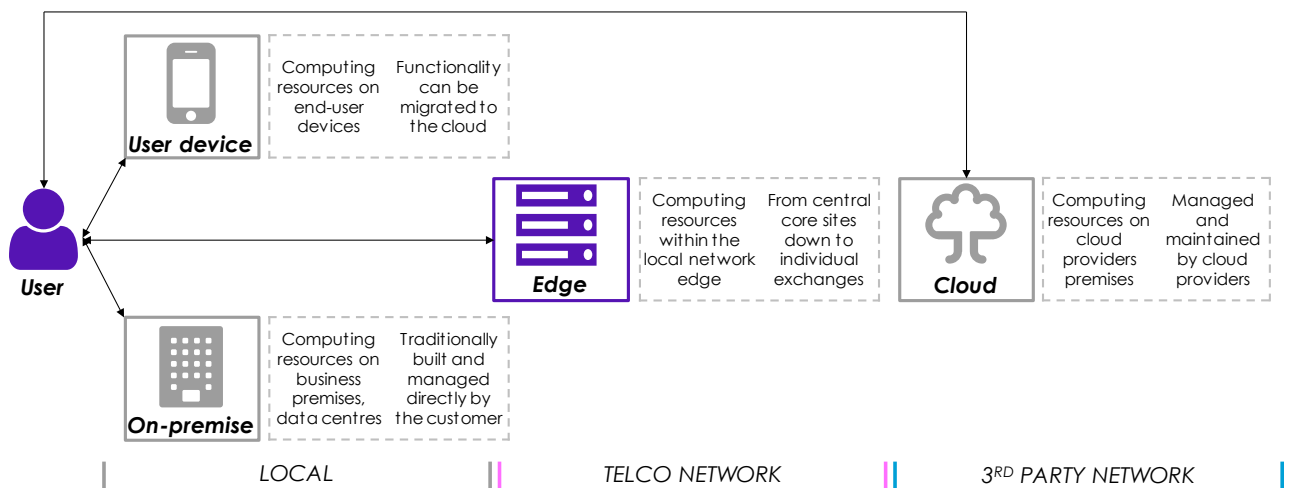 User device
Computing
resources on
end-user
devices
Functionality
can be
migrated to
the cloud
User
Edge
Computing
resources
within the
local network
edge
From central
core sites
down to
individual
exchanges
Cloud
Computing
resources on
cloud
providers
premises
Managed
and
maintained
by cloud
providers
On-premise
Computing
resources on
business
premises,
data centres
Traditionally
built and
managed
directly by
the customer
LOCAL
TELCO NETWORK
3RD PARTY NETWORK